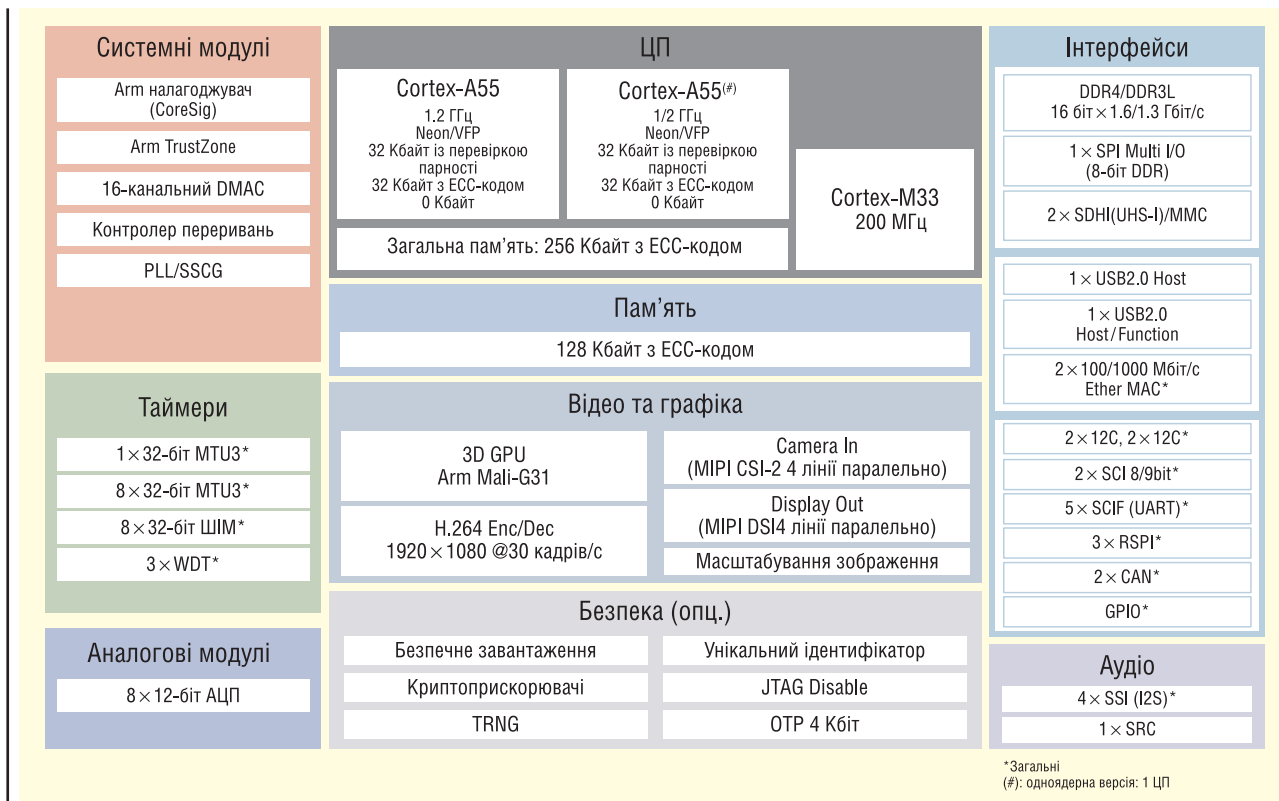 Системні модулі
Arm налагоджувач
(CoreSig)
Arm TrustZone
16-канальний DMAC
Контролер переривань
PLL/SSCG
Таймери
1×32-біт MTU3*
8×32-біт MTU3*
8×32-біт ШІМ*
3×WDT*
Аналогові модулі
8×12-біт АЦП
ЦП
Cortex-A55
1.2 ГГц
Neon/VFP
32 Кбайт із перевіркою
парності
32 Кбайт з ECC-кодом
0 Кбайт
Cortex-A55(#)
1/2 ГГц
Neon/VFP
32 Кбайт із перевіркою
парності
32 Кбайт з ECC-кодом
0 Кбайт
Загальна пам’ять: 256 Кбайт з ECC-кодом
Cortex-M33
200 МГц
Пам’ять
128 Кбайт з ECC-кодом
Відео та графіка
3D GPU
Arm Mali-G31
H.264 Enc/Dec
1920×1080 @30 кадрів/с
Camera In
(MIPI CSI-2 4 лінії паралельно)
Display Out
(MIPI DSI4 лінії паралельно)
Масштабування зображення
Безпека (опц.)
Безпечне завантаження
Унікальний ідентифікатор
Криптоприскорювачі
JTAG Disable
TRNG
OTP 4 Кбіт
Інтерфейси
DDR4/DDR3L
16 біт×1.6/1.3 Гбіт/с
1×SPI Multi I/O
(8-біт DDR)
2×SDHI(UHS-I)/MMC
1×USB2.0 Host
1×USB2.0
Host/Function
2×100/1000 Мбіт/с
Ether MAC*
2×12C, 2×12C*
2×SCI 8/9bit*
5×SCIF (UART)*
3×RSPI*
2×CAN*
GPIO*
Аудіо
4×SSI (I2S)*
1×SRC
*Загальні
(#): одноядерна версія: 1 ЦП